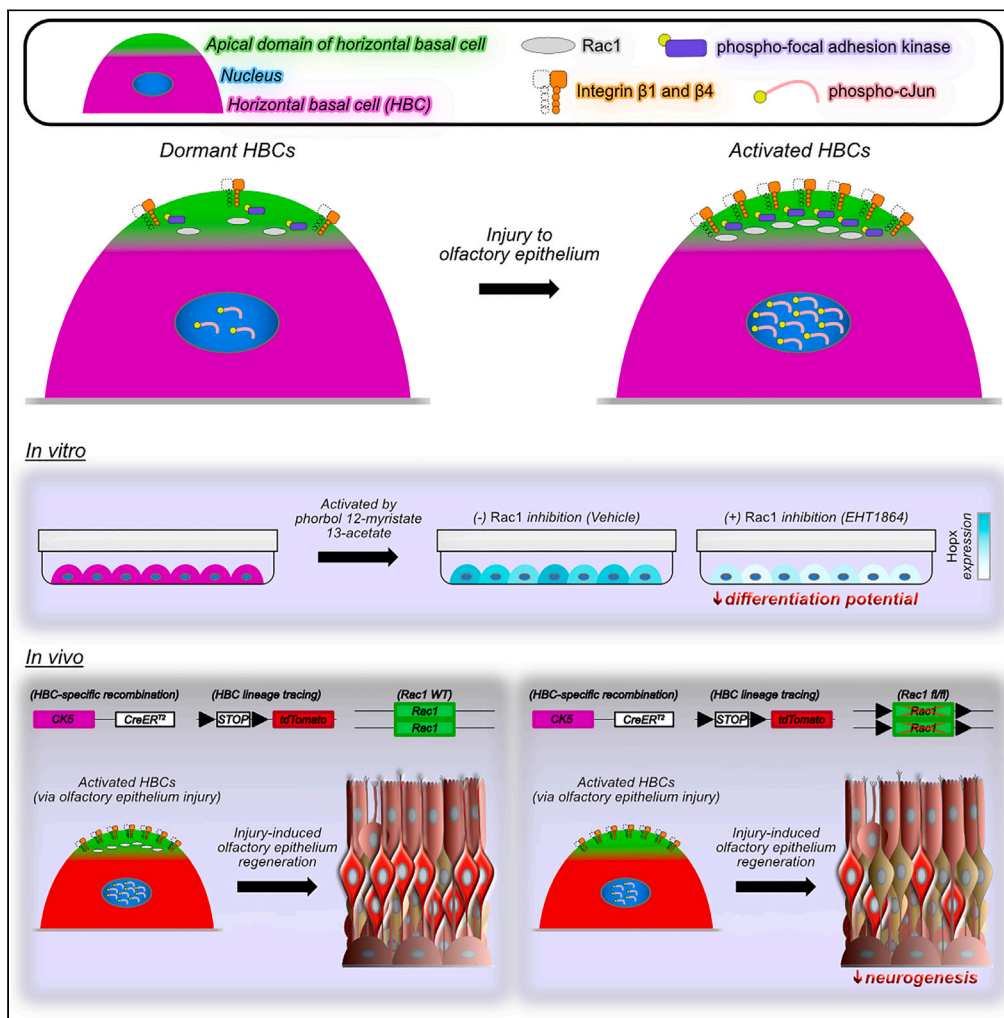 Apical domain of horizontal basal cell
Nucleus
Horizontal basal cell (HBC)
Rac1
phospho-focal adhesion kinase
Integrin β1 and β4
phospho-cJun
Dormant HBCs
Activated HBCs
Injury to
olfactory epithelium
In vitro
Activated by
phorbol 12-myristate
13-acetate
(-) Rac1 inhibition (Vehicle)
(+) Rac1 inhibition (EHT1864)
Hopx
expression
↓ differentiation potential
In vivo
(HBC-specific recombination)
(HBC lineage tracing)
(Rac1 WT)
CK5
CreERT2
STOP
tdTomato
Rac1
Rac1
Activated HBCs
(via olfactory epithelium injury)
Injury-induced
olfactory epithelium
regeneration
(HBC-specific recombination)
(HBC lineage tracing)
(Rac1 fl/fl)
CK5
CreERT2
STOP
tdTomato
Rac1
Rac1
Activated HBCs
(via olfactory epithelium injury)
Injury-induced
olfactory epithelium
regeneration
↓ neurogenesis